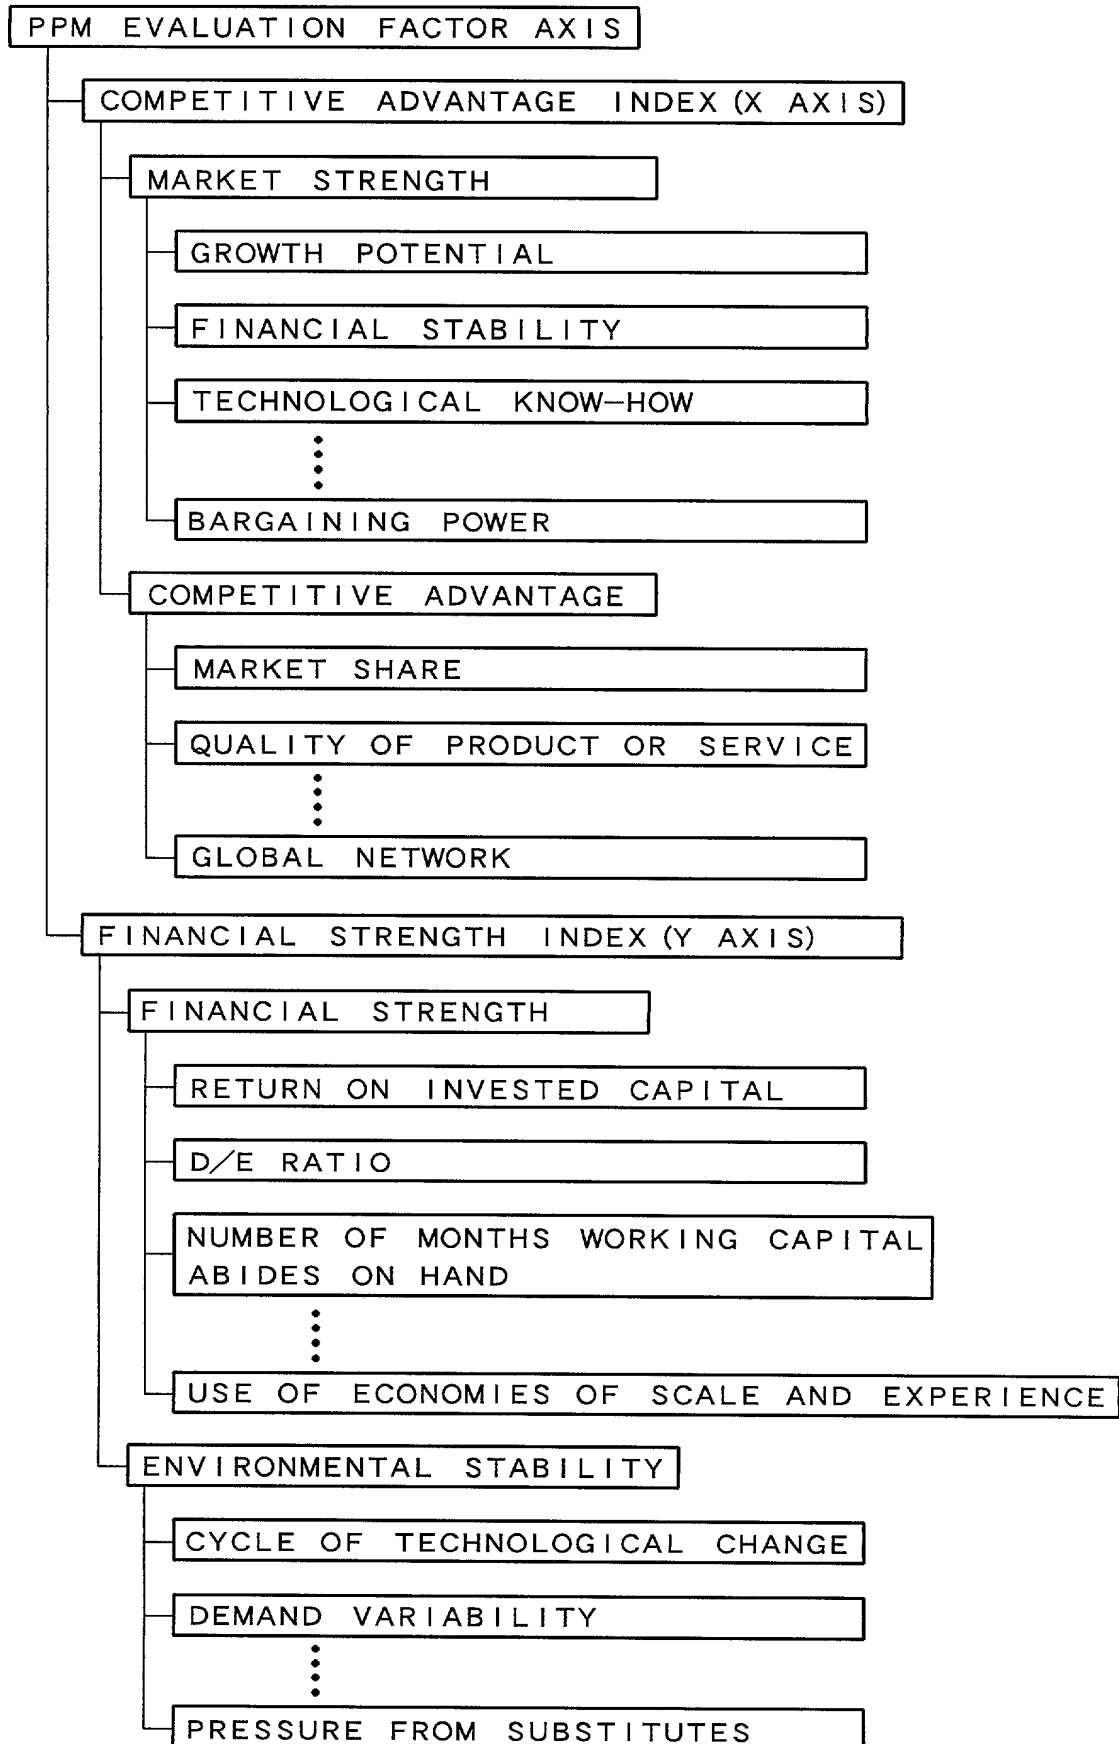 PPM EVALUATION FACTOR AXIS
COMPETITIVE ADVANTAGE INDEX (X AXIS)
MARKET STRENGTH
GROWTH POTENTIAL
FINANCIAL STABILITY
TECHNOLOGICAL KNOW-HOW
BARGAINING POWER
COMPETITIVE ADVANTAGE
MARKET SHARE
QUALITY OF PRODUCT OR SERVICE
GLOBAL NETWORK
FINANCIAL STRENGTH INDEX (Y AXIS)
FINANCIAL STRENGTH
RETURN ON INVESTED CAPITAL
D/E RATIO
NUMBER OF MONTHS WORKING CAPITAL
ABIDES ON HAND
USE OF ECONOMIES OF SCALE AND EXPERIENCE
ENVIRONMENTAL STABILITY
CYCLE OF TECHNOLOGICAL CHANGE
DEMAND VARIABILITY
PRESSURE FROM SUBSTITUTES